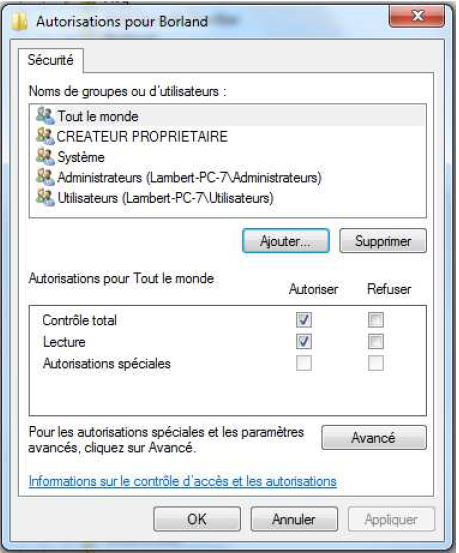 Autorisations pour Borland
Sécurité
Noms de groupes ou d'utilisateurs :
Tout le monde
CREATEUR PROPRIETAIRE
Système
Administrateurs (Lambert-PC-7\Administrateurs)
Utilisateurs (Lambert-PC-7\Utilisateurs)
Ajouter... Supprimer
Autorisations pour Tout le monde Autoriser Refuser
Contrôle total
Lecture
Autorisations spéciales
Pour les autorisations spéciales et les paramètres
avancés, cliquez sur Avancé.
Avancé
Informations sur le contrôle d'accès et les autorisations
OK Annuler Appliquer